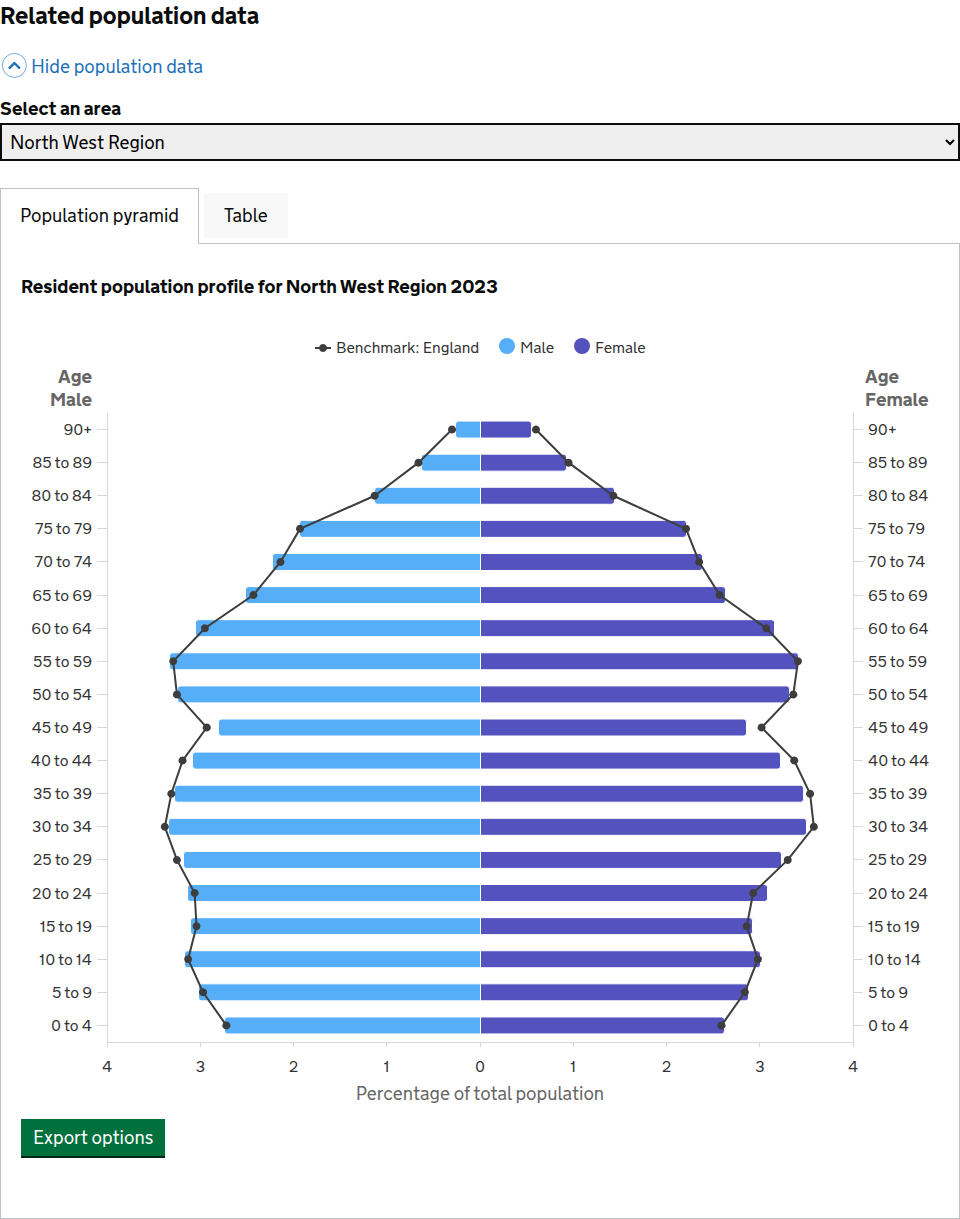 Related population data
Hide population data
Select an area
North West Region
Population pyramid
Table
Resident population profile for North West Region 2023
Benchmark: England
Male
Female
Age
Male
Age
Female
90+
90+
85 to 89
85 to 89
80 to 84
80 to 84
75 to 79
75 to 79
70 to 74
70 to 74
65 to 69
65 to 69
60 to 64
60 to 64
55 to 59
55 to 59
50 to 54
50 to 54
45 to 49
45 to 49
40 to 44
40 to 44
35 to 39
35 to 39
30 to 34
30 to 34
25 to 29
25 to 29
20 to 24
20 to 24
15 to 19
15 to 19
10 to 14
10 to 14
5 to 9
5 to 9
0 to 4
0 to 4
4 3 2 1 0 1 2 3 4
Percentage of total population
Export options